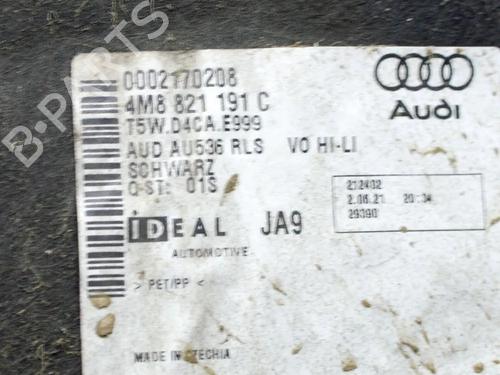 0002170208
4M8 821 191 C
T5W.D4CA.E999
AUD AU536 RLS VO HI-LI
SCHWARZ
Q-ST: 01S
Audi
212402
2.06.21 20:34
29390
IDEAL JA9
AUTOMOTIVE
> PET/PP <
MADE IN CZECHIA
B-PARTS